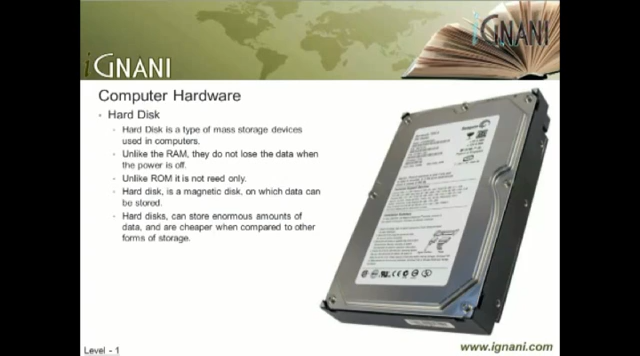 iGNANI
iGNANI
Computer Hardware
• Hard Disk
• Hard Disk is a type of mass storage devices
used in computers.
• Unlike the RAM, they do not lose the data when
the power is off.
• Unlike ROM it is not reed only.
• Hard disk, is a magnetic disk, on which data can
be stored.
• Hard disks, can store enormous amounts of
data, and are cheaper when compared to other
forms of storage.
Seagate
Level - 1
www.ignani.com